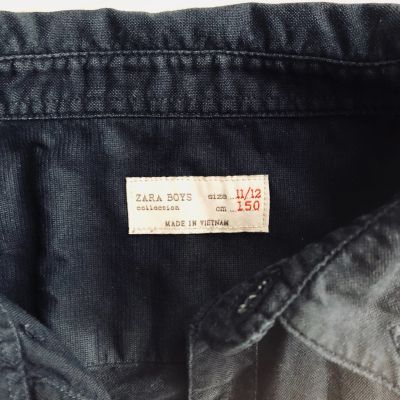 ZARA BOYS size ..11/12
collection cm ..150
MADE IN VIETNAM